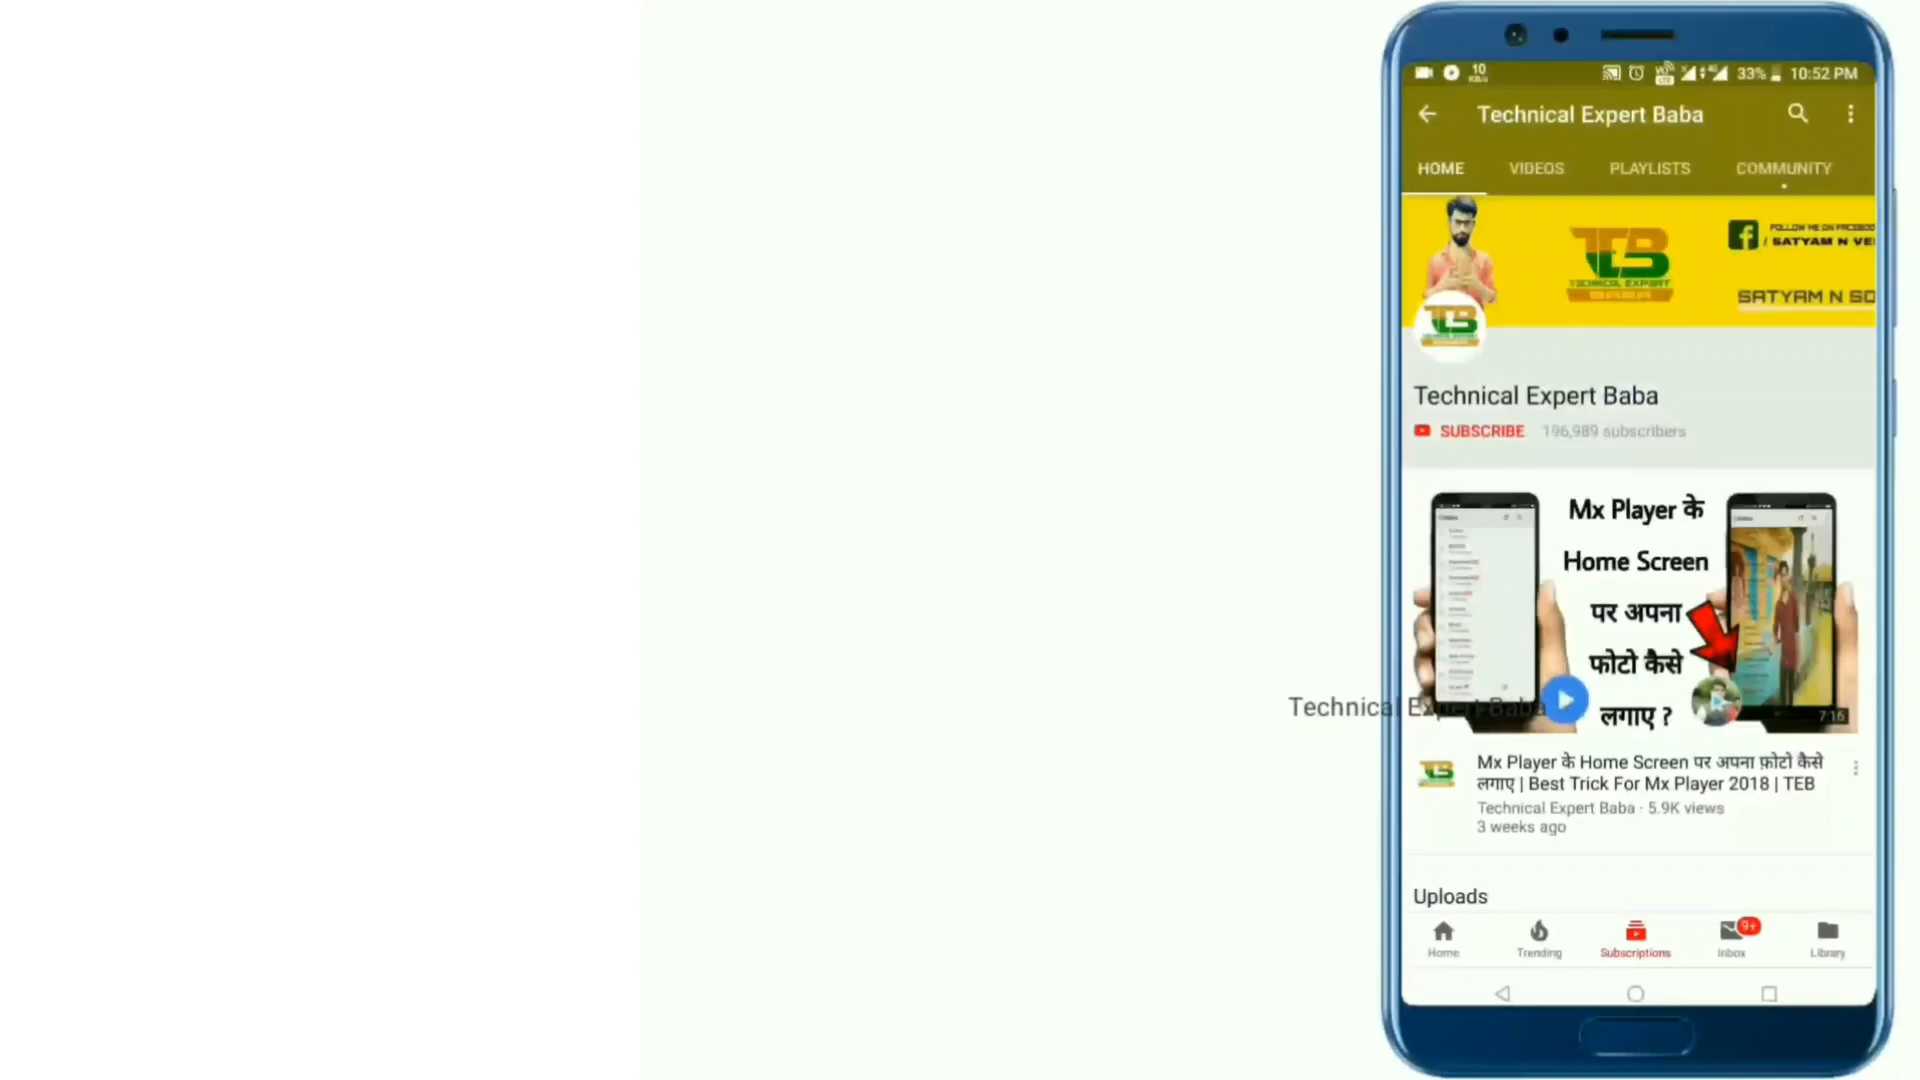 10
KB/s
33%
10:52 PM
Technical Expert Baba
HOME
VIDEOS
PLAYLISTS
COMMUNITY
TEB
TECHNICAL EXPERT
FOLLOW ME ON FACEBOO
/ SATYAM N VE
SATYAM N SO
TEB
Technical Expert Baba
SUBSCRIBE
196,989 subscribers
Mx Player के
Home Screen
पर अपना
फोटो कैसे
लगाए ?
7:16
Technical Expert Baba
Mx Player के Home Screen पर अपना फ़ोटो कैसे
लगाए | Best Trick For Mx Player 2018 | TEB
Technical Expert Baba · 5.9K views
3 weeks ago
Uploads
Home
Trending
Subscriptions
9+
Inbox
Library